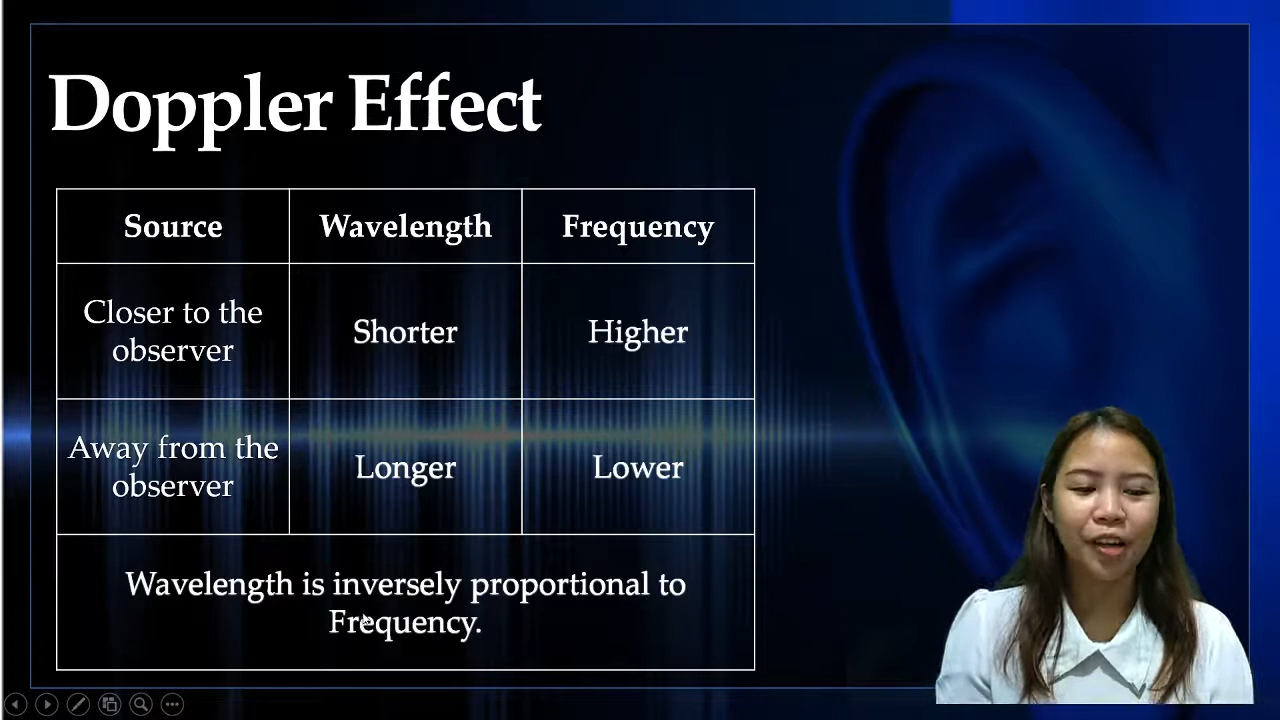 Doppler Effect
Source Wavelength Frequency
Closer to the
observer
Shorter Higher
Away from the
observer
Longer Lower
Wavelength is inversely proportional to
Frequency.